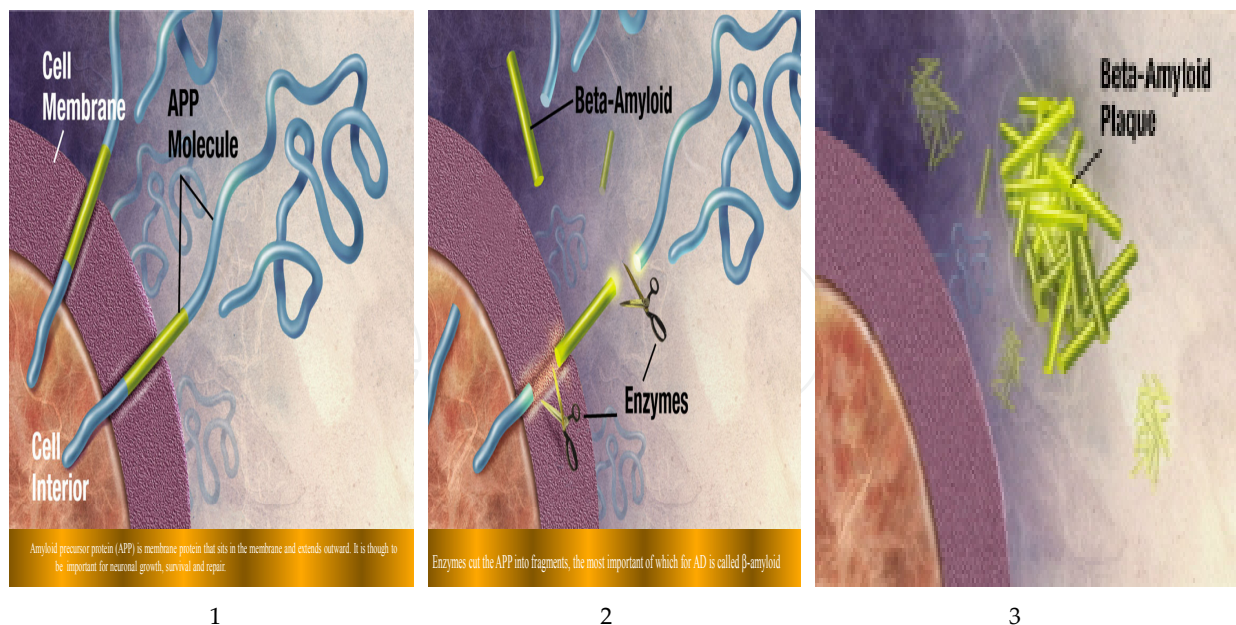 Cell
Membrane
APP
Molecule
Cell
Interior
Amyloid precursor protein (APP) is membrane protein that sits in the membrane and extends outward. It is though to
be important for neuronal growth, survival and repair.
1
Beta-Amyloid
Enzymes
Enzymes cut the APP into fragments, the most important of which for AD is called β-amyloid
2
Beta-Amyloid
Plaque
3